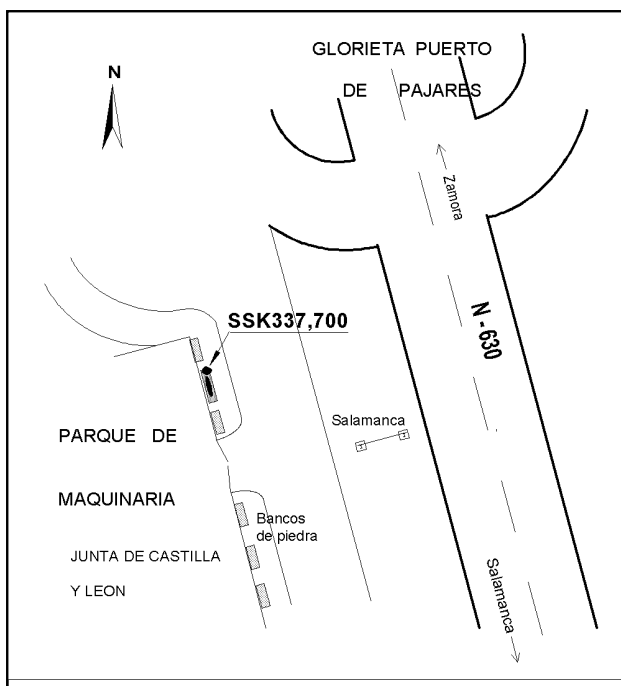 GLORIETA PUERTO
DE PAJARES
N
Zamora
SSK337,700
N - 630
Salamanca
PARQUE DE
MAQUINARIA
Bancos
de piedra
JUNTA DE CASTILLA
Y LEON
Salamanca